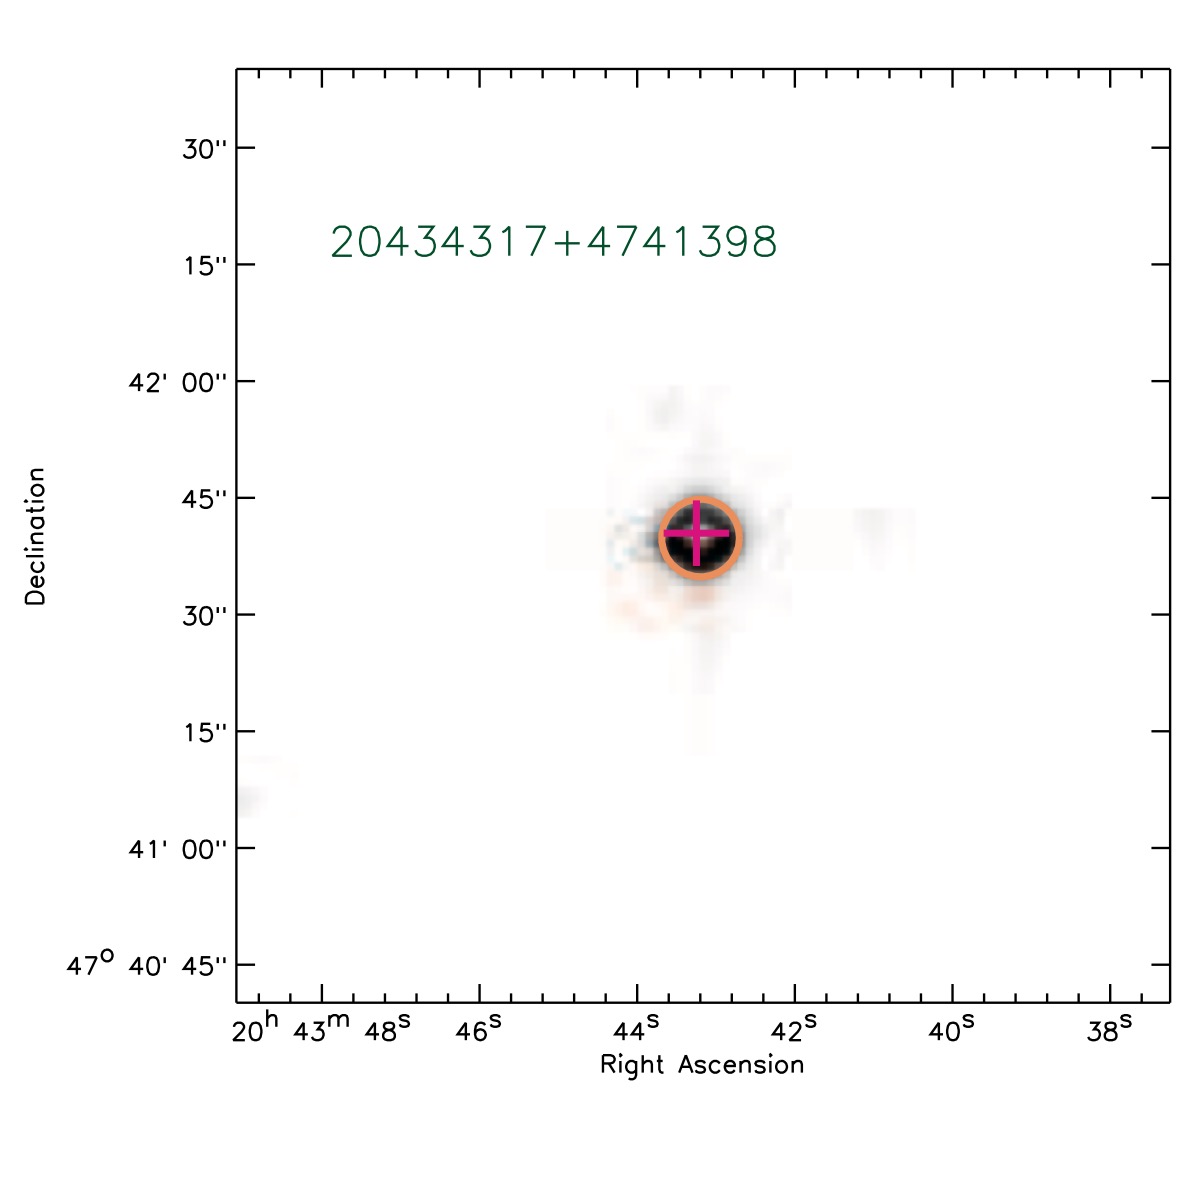 30"
20434317+4741398
15"
42' 00"
45"
Declination
30"
15"
41' 00"
47° 40' 45"
20h 43m 48s 46s 44s 42s 40s 38s
Right Ascension